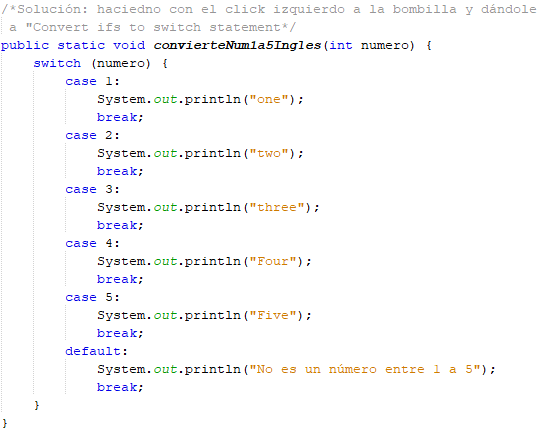 /*Solución: haciedno con el click izquierdo a la bombilla y dándole
a "Convert ifs to switch statement*/
public static void convierteNum1a5Ingles(int numero) {
switch (numero) {
case 1:
System.out.println("one");
break;
case 2:
System.out.println("two");
break;
case 3:
System.out.println("three");
break;
case 4:
System.out.println("Four");
break;
case 5:
System.out.println("Five");
break;
default:
System.out.println("No es un número entre 1 a 5");
break;
}
}